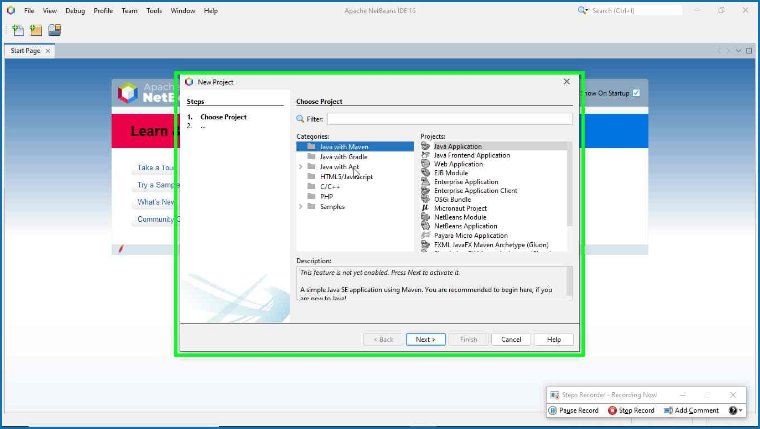 File View Debug Profile Team Tools Window Help
Apache NetBeans IDE 16
Search (Ctrl+I)
Start Page
Apache
NetBe
Show On Startup
Learn &
Take a Tour
Try a Sample
What's New
Community C
New Project
Steps
1. Choose Project
2. ...
Choose Project
Filter:
Categories:
Java with Maven
Java with Gradle
Java with Ant
HTML5/JavaScript
C/C++
PHP
Samples
Projects:
Java Application
Java Frontend Application
Web Application
EJB Module
Enterprise Application
Enterprise Application Client
OSGi Bundle
Micronaut Project
NetBeans Module
NetBeans Application
Payara Micro Application
FXML JavaFX Maven Archetype (Gluon)
Description:
This feature is not yet enabled. Press Next to activate it.
A simple Java SE application using Maven. You are recommended to begin here, if you
are new to Java!
< Back Next > Finish Cancel Help
Steps Recorder - Recording Now
Pause Record Stop Record Add Comment